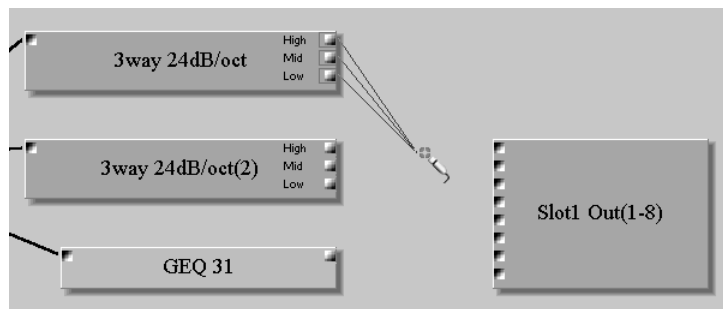 3way 24dB/oct
High
Mid
Low
3way 24dB/oct(2)
High
Mid
Low
Slot1 Out(1-8)
GEQ 31